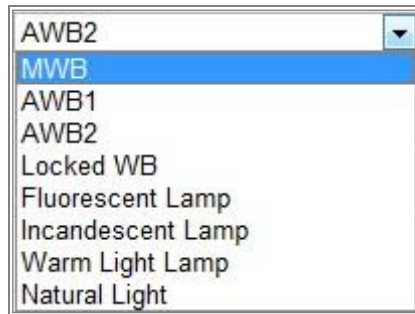 AWB2
MWB
AWB1
AWB2
Locked WB
Fluorescent Lamp
Incandescent Lamp
Warm Light Lamp
Natural Light